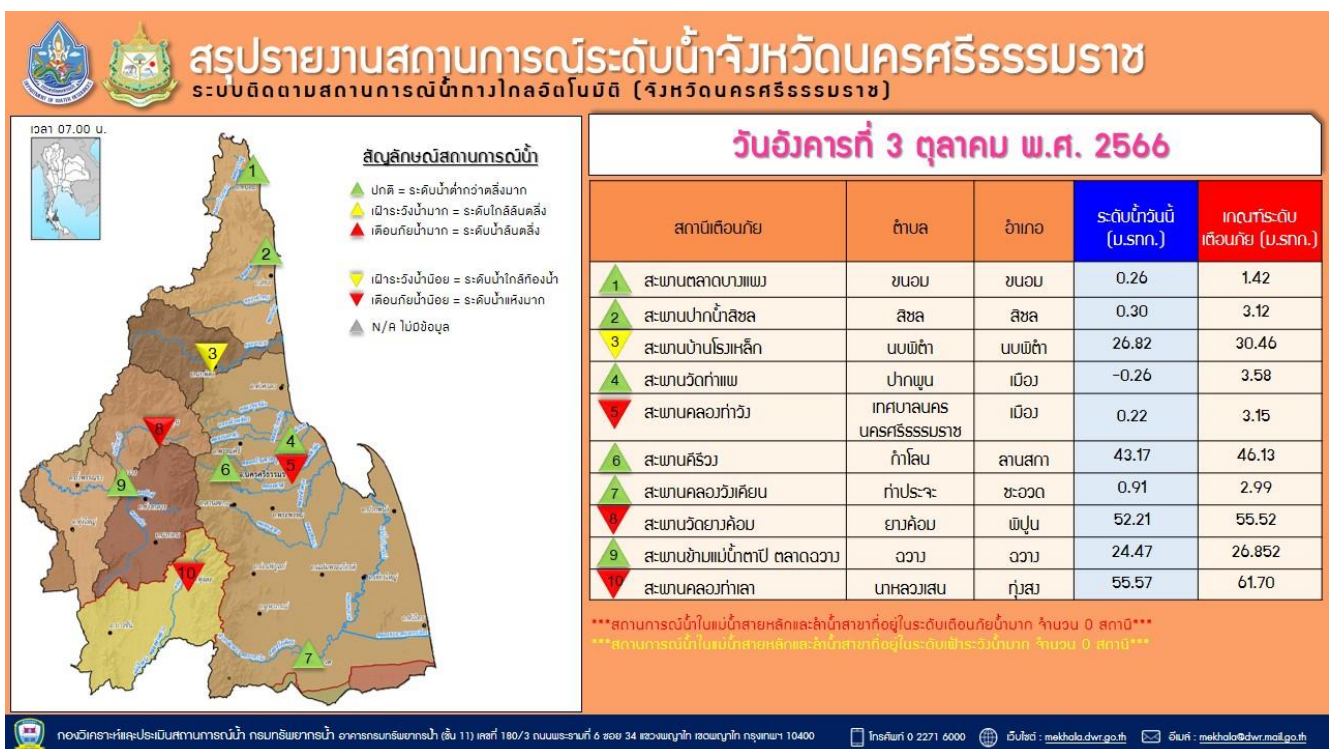 สรุปรายงานสถานการณ์ระดับน้ำจังหวัดนครศรีธรรมราช
ระบบติดตามสถานการณ์น้ำทางไกลอัตโนมัติ (จังหวัดนครศรีธรรมราช)
เวลา 07.00 น.
สัญลักษณ์สถานการณ์น้ำ
ปกติ = ระดับน้ำต่ำกว่าตลิ่งมาก
เฝ้าระวังน้ำมาก = ระดับใกล้ล้นตลิ่ง
เตือนภัยน้ำมาก = ระดับน้ำล้นตลิ่ง
เฝ้าระวังน้ำน้อย = ระดับน้ำใกล้ท้องน้ำ
เตือนภัยน้ำน้อย = ระดับน้ำแห้งมาก
N/A ไม่มีข้อมูล
1
2
3
8
4
6
5
9
10
7
วันอังคารที่ 3 ตุลาคม พ.ศ. 2566
สถานีเตือนภัย ตำบล อำเภอ ระดับน้ำวันนี้ (ม.รทก.) เกณฑ์ระดับเตือนภัย (ม.รทก.)
1 สะพานตลาดบางแพง ขนอม ขนอม 0.26 1.42
2 สะพานปากน้ำสิชล สิชล สิชล 0.30 3.12
3 สะพานบ้านโรงเหล็ก นบพิตำ นบพิตำ 26.82 30.46
4 สะพานวัดท่าแพ ปากพูน เมือง -0.26 3.58
5 สะพานคลองท่าวัง เทศบาลนครนครศรีธรรมราช เมือง 0.22 3.15
6 สะพานคีรีวง กำโลน ลานสกา 43.17 46.13
7 สะพานคลองวังเคียน ท่าประจะ ชะอวด 0.91 2.99
8 สะพานวัดยางค้อม ยางค้อม พิปูน 52.21 55.52
9 สะพานข้ามแม่น้ำตาปี ตลาดฉวาง ฉวาง ฉวาง 24.47 26.852
10 สะพานคลองท่าเลา นาหลวงเสน ทุ่งสง 55.57 61.70
***สถานการณ์น้ำในแม่น้ำสายหลักและลำน้ำสาขาที่อยู่ในระดับเตือนภัยน้ำมาก จำนวน 0 สถานี***
***สถานการณ์น้ำในแม่น้ำสายหลักและลำน้ำสาขาที่อยู่ในระดับเฝ้าระวังน้ำมาก จำนวน 0 สถานี***
กองวิเคราะห์และประเมินสถานการณ์น้ำ กรมทรัพยากรน้ำ อาคารกรมทรัพยากรน้ำ (ชั้น 11) เลขที่ 180/3 ถนนพระรามที่ 6 ซอย 34 แขวงพญาไท เขตพญาไท กรุงเทพฯ 10400 โทรศัพท์ 0 2271 6000 เว็บไซต์ : mekhala.dwr.go.th อีเมล์ : mekhala@dwr.mail.go.th